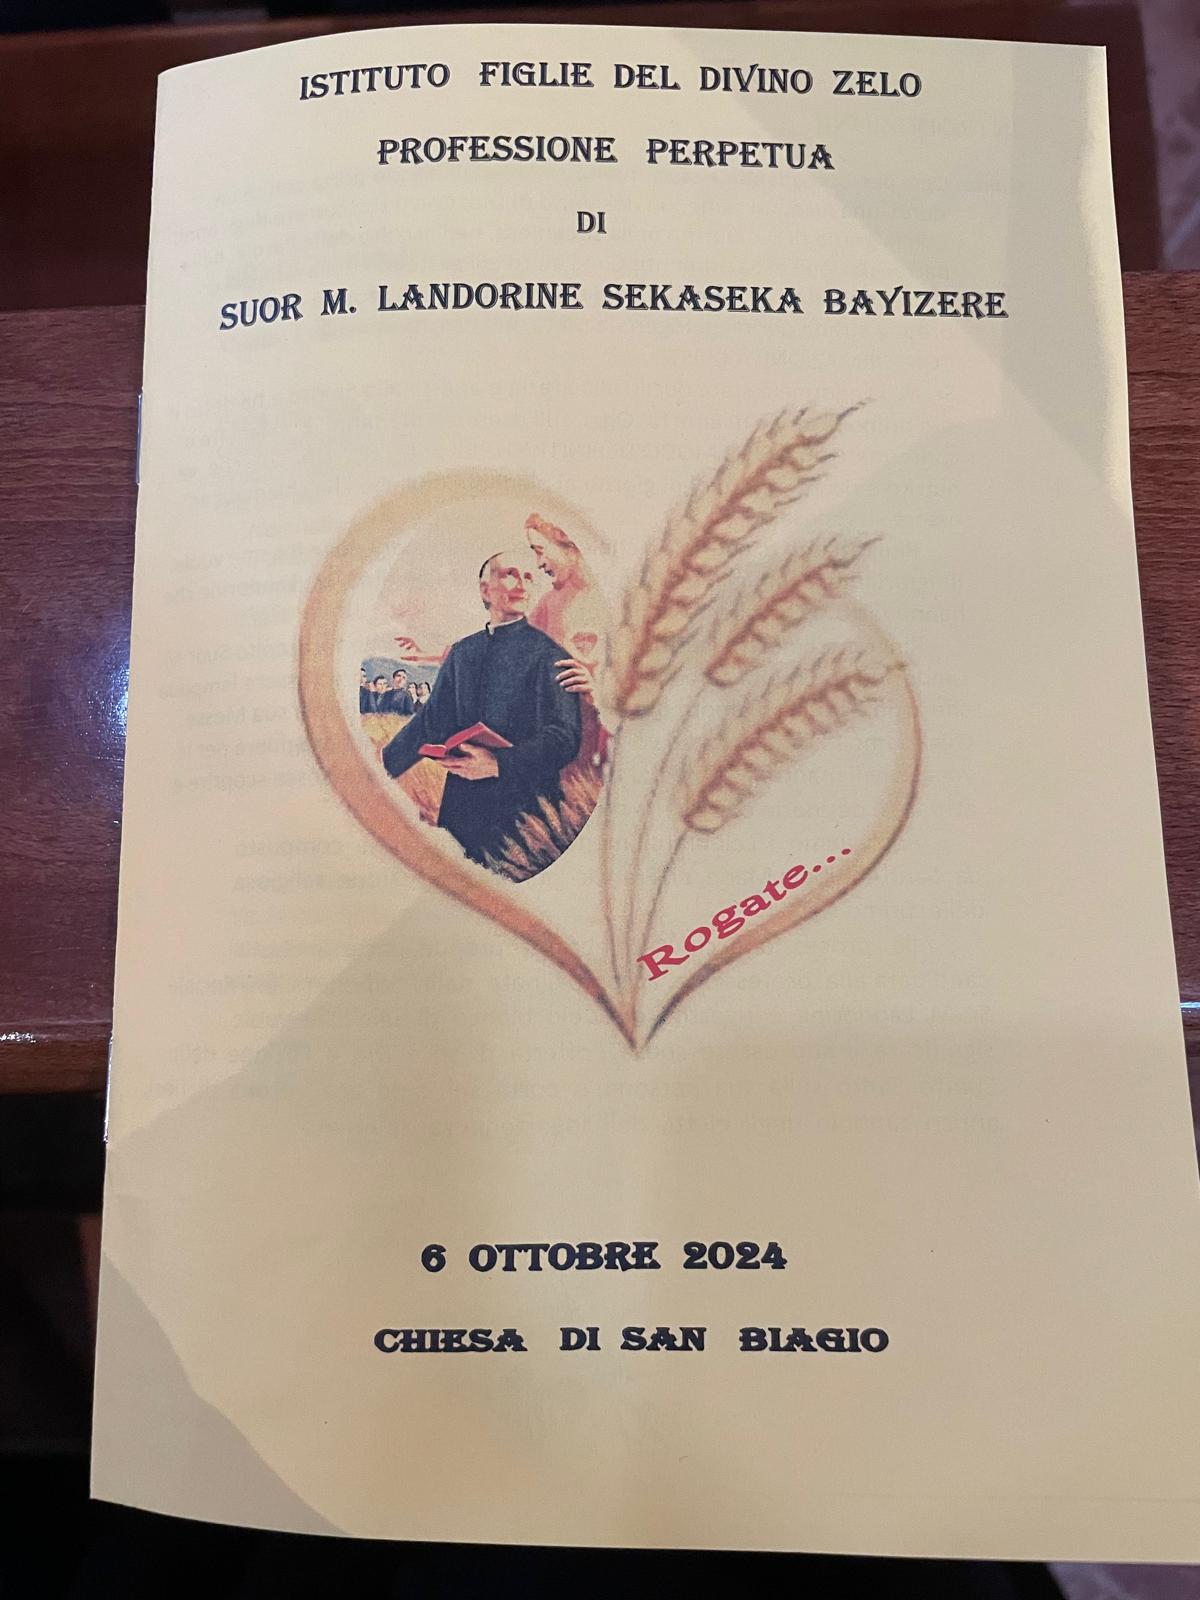 ISTITUTO FIGLIE DEL DIVINO ZELO
PROFESSIONE PERPETUA
DI
SUOR M. LANDORINE SEKASEKA BAYIZERE
Rogate...
6 OTTOBRE 2024
CHIESA DI SAN BIAGIO